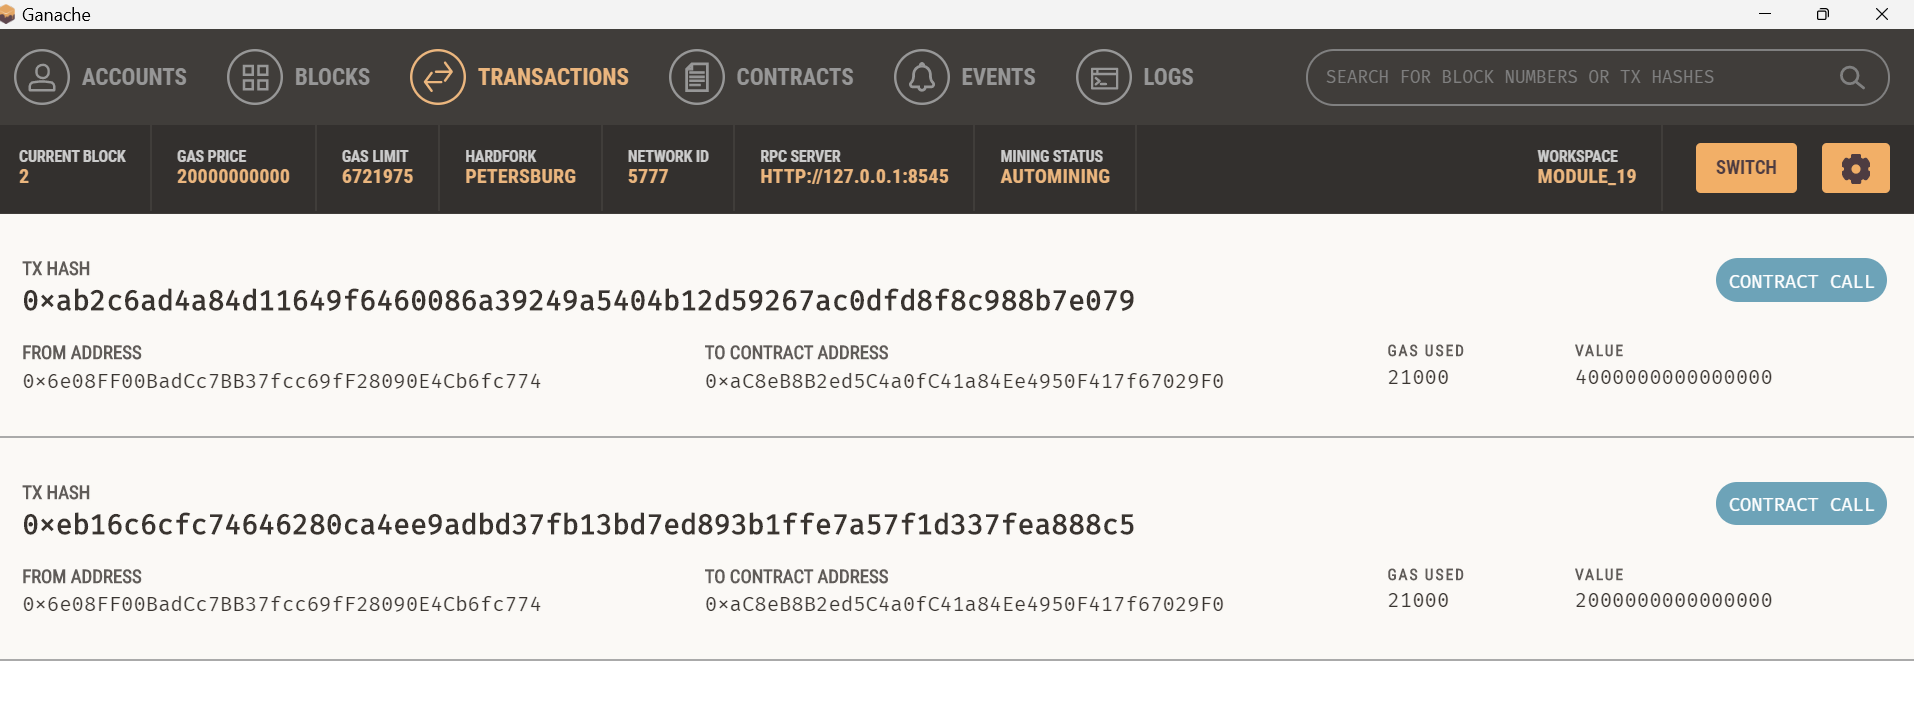 Ganache
ACCOUNTS BLOCKS TRANSACTIONS CONTRACTS EVENTS LOGS SEARCH FOR BLOCK NUMBERS OR TX HASHES
CURRENT BLOCK GAS PRICE GAS LIMIT HARDFORK NETWORK ID RPC SERVER MINING STATUS WORKSPACE
2 20000000000 6721975 PETERSBURG 5777 HTTP://127.0.0.1:8545 AUTOMINING MODULE_19 SWITCH
TX HASH
0×ab2c6ad4a84d11649f6460086a39249a5404b12d59267ac0dfd8f8c988b7e079 CONTRACT CALL
FROM ADDRESS TO CONTRACT ADDRESS GAS USED VALUE
0×6e08FF00BadCc7BB37fcc69fF28090E4Cb6fc774 0×aC8eB8B2ed5C4a0fC41a84Ee4950F417f67029F0 21000 4000000000000000
TX HASH
0×eb16c6cfc74646280ca4ee9adbd37fb13bd7ed893b1ffe7a57f1d337fea888c5 CONTRACT CALL
FROM ADDRESS TO CONTRACT ADDRESS GAS USED VALUE
0×6e08FF00BadCc7BB37fcc69fF28090E4Cb6fc774 0×aC8eB8B2ed5C4a0fC41a84Ee4950F417f67029F0 21000 2000000000000000